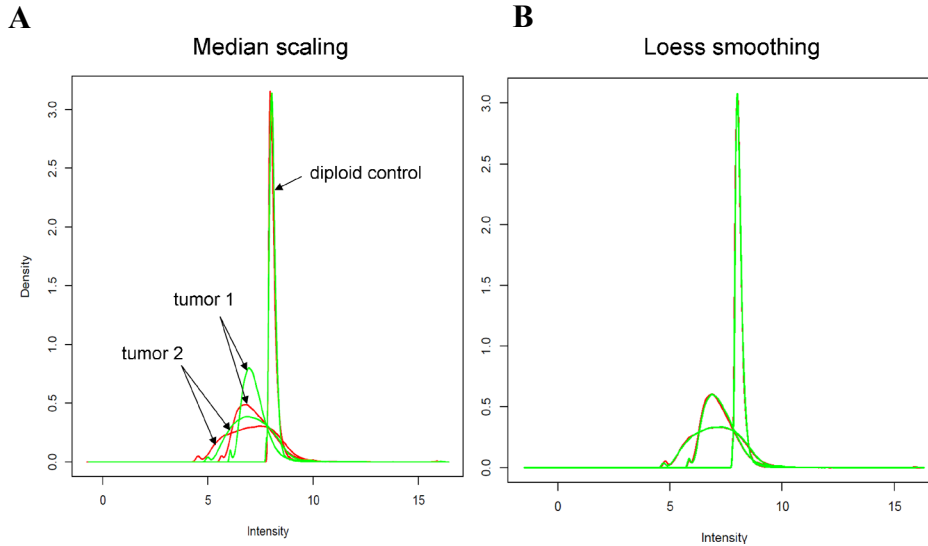 A
Median scaling
3.0
2.5
2.0
1.5
1.0
0.5
0.0
Density
diploid control
tumor 1
tumor 2
0 5 10 15
Intensity
B
Loess smoothing
3.0
2.5
2.0
1.5
1.0
0.5
0.0
0 5 10 15
Intensity